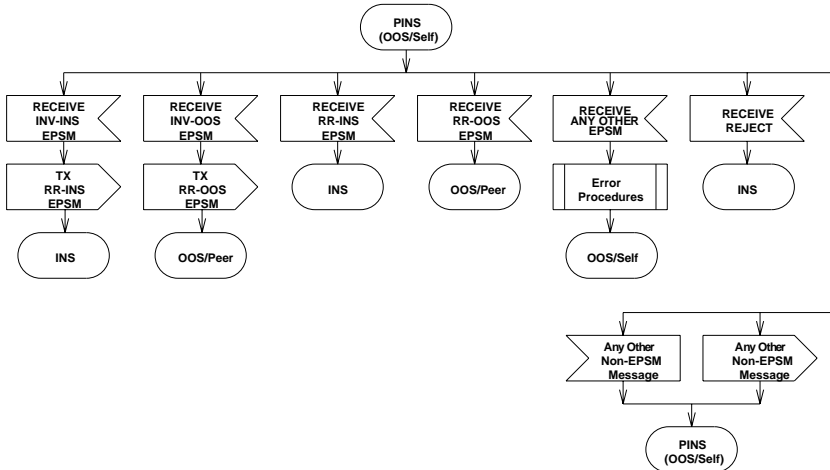 PINS
(OOS/Self)
RECEIVE
INV-INS
EPSM
RECEIVE
INV-OOS
EPSM
RECEIVE
RR-INS
EPSM
RECEIVE
RR-OOS
EPSM
RECEIVE
ANY OTHER
EPSM
RECEIVE
REJECT
TX
RR-INS
EPSM
TX
RR-OOS
EPSM
INS
OOS/Peer
Error
Procedures
INS
INS
OOS/Peer
OOS/Self
Any Other
Non-EPSM
Message
Any Other
Non-EPSM
Message
PINS
(OOS/Self)